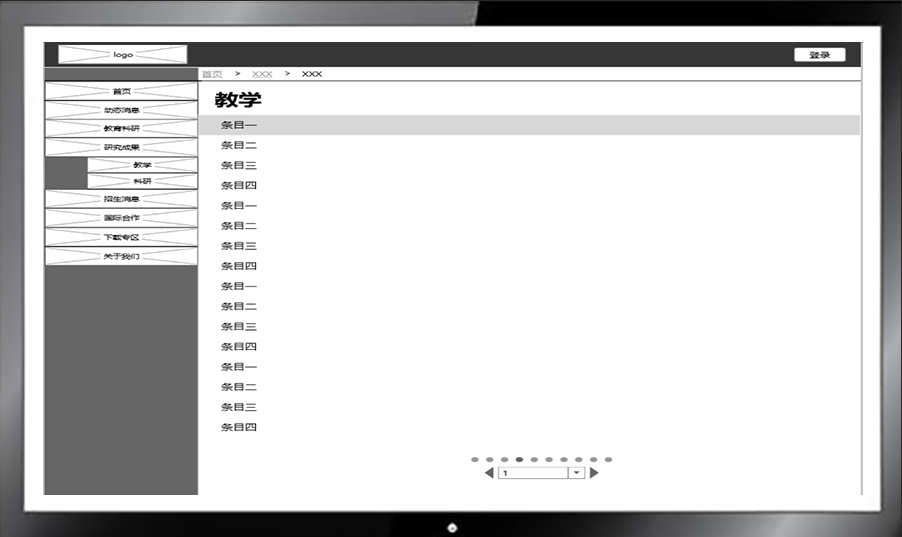 logo
登录
首页 > XXX > XXX
首页
动态消息
教育科研
研究成果
教学
科研
招生消息
国际合作
下载专区
关于我们
教学
条目一
条目二
条目三
条目四
条目一
条目二
条目三
条目四
条目一
条目二
条目三
条目四
条目一
条目二
条目三
条目四
1